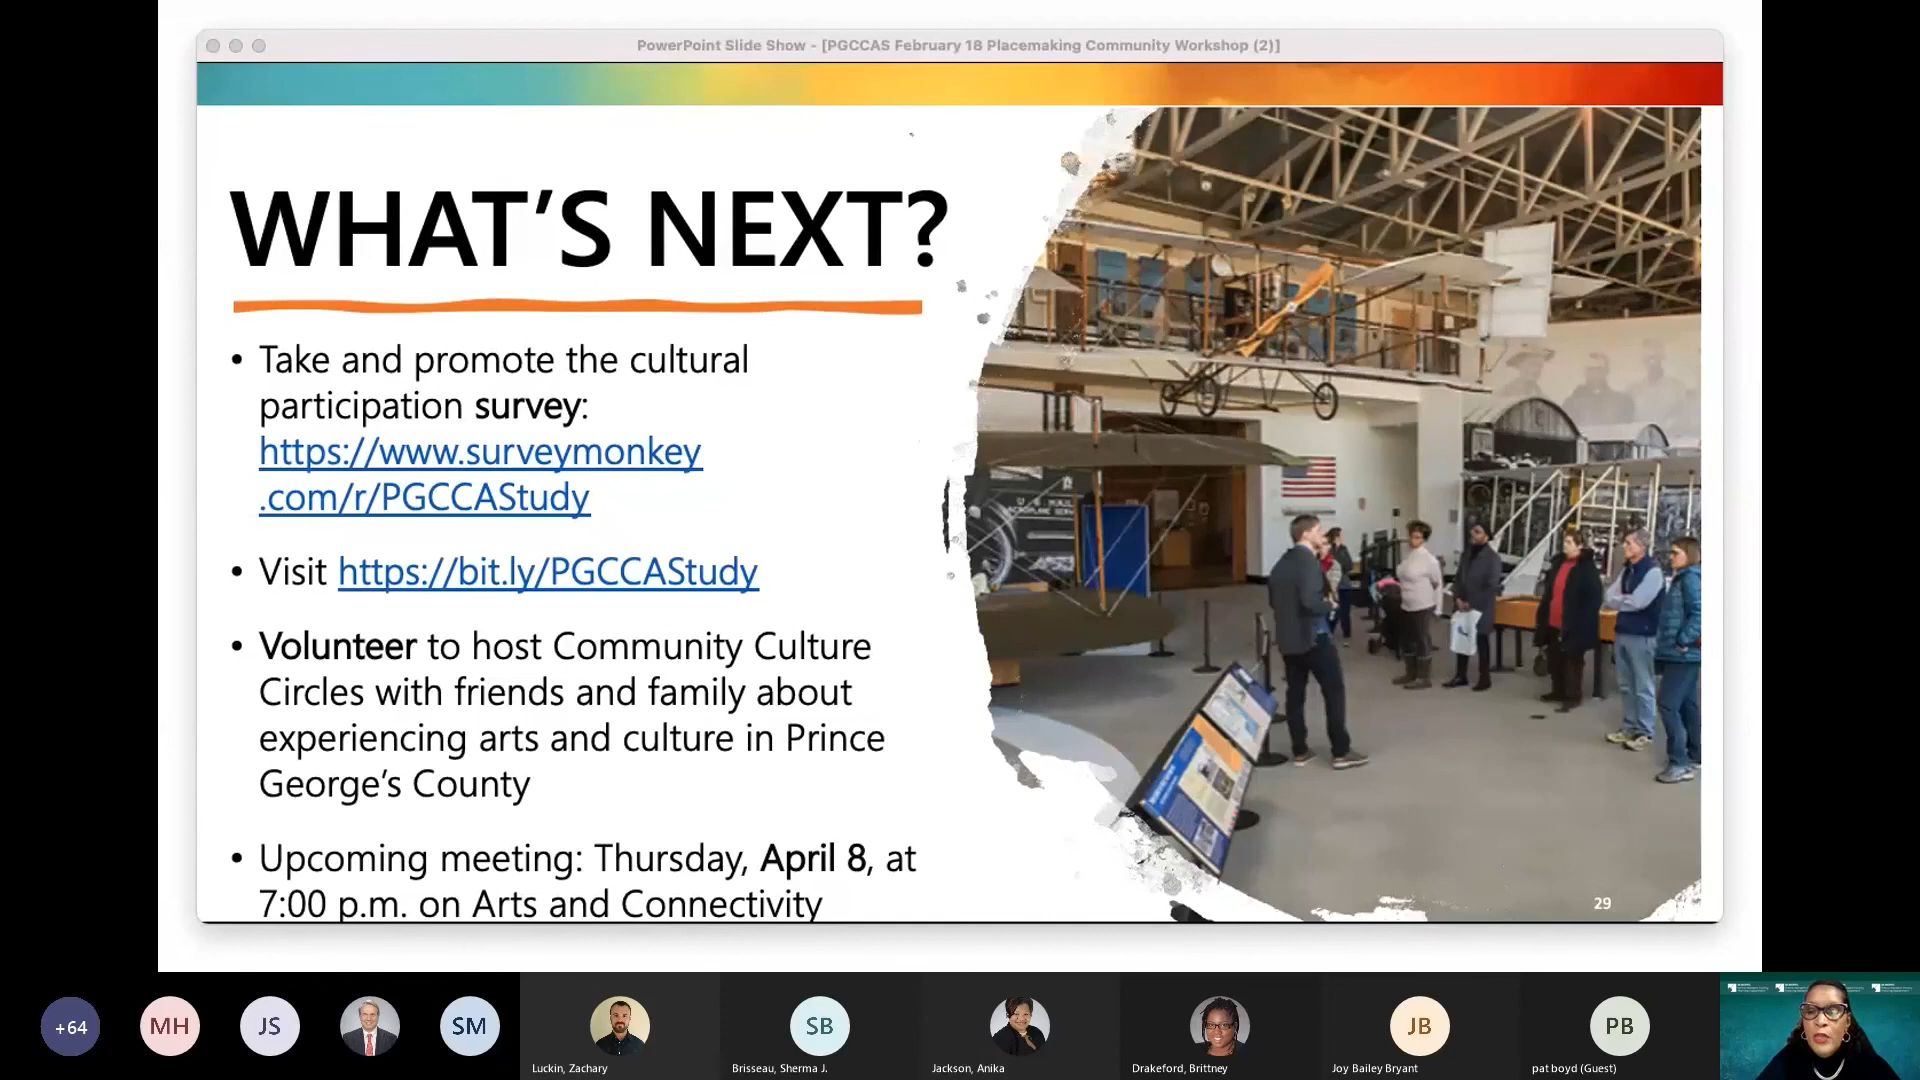 PowerPoint Slide Show - [PGCCAS February 18 Placemaking Community Workshop (2)]
WHAT'S NEXT?
• Take and promote the cultural
participation survey:
https://www.surveymonkey
.com/r/PGCCAStudy
• Visit https://bit.ly/PGCCAStudy
• Volunteer to host Community Culture
Circles with friends and family about
experiencing arts and culture in Prince
George's County
• Upcoming meeting: Thursday, April 8, at
7:00 p.m. on Arts and Connectivity
29
+64
MH
JS
SM
SB
JB
PB
Luckin, Zachary
Brisseau, Sherma J.
Jackson, Anika
Drakeford, Brittney
Joy Bailey Bryant
pat boyd (Guest)